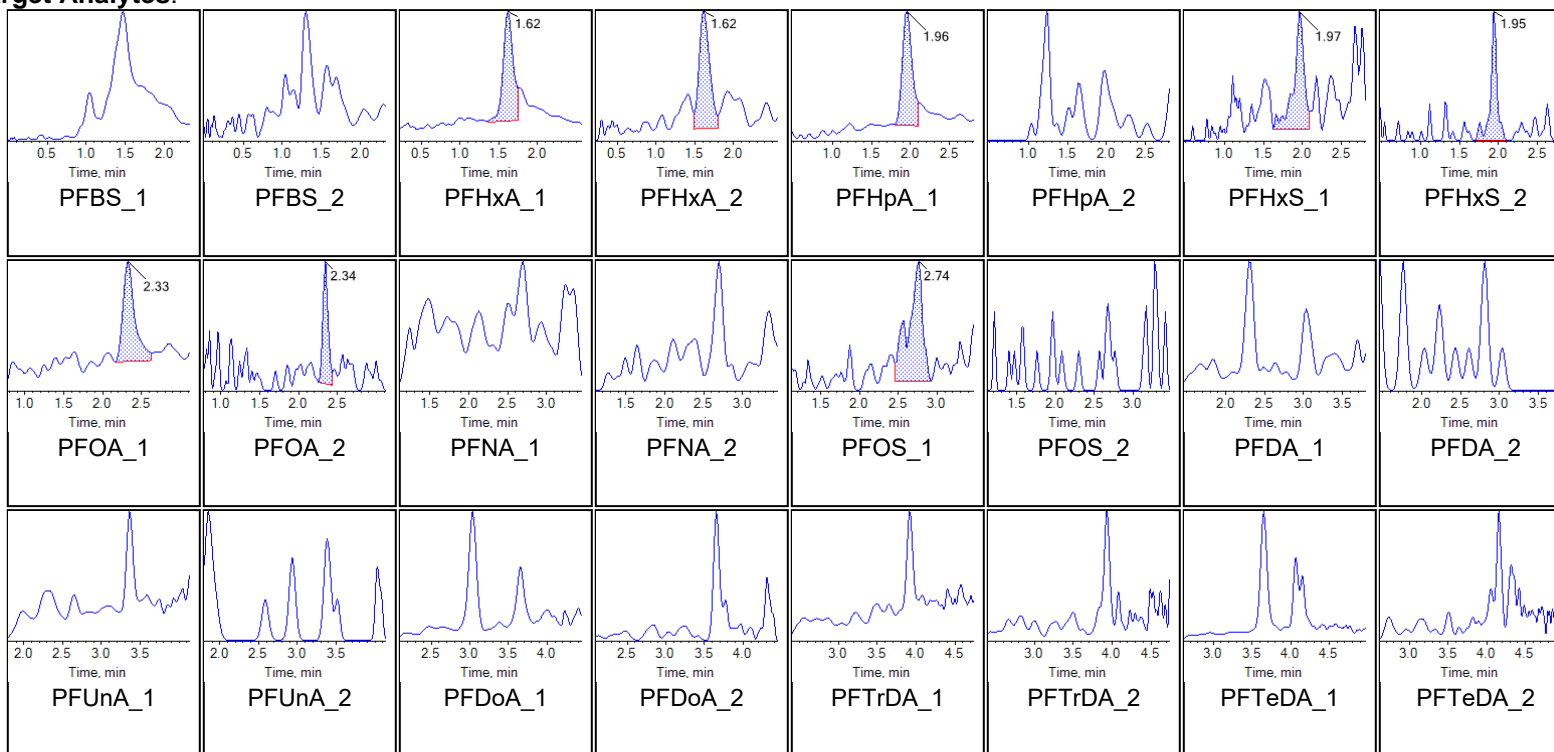 rget Analytes:
1.62 1.62 1.96 1.97 1.95
0.5 1.0 1.5 2.0 0.5 1.0 1.5 2.0 0.5 1.0 1.5 2.0 0.5 1.0 1.5 2.0 1.0 1.5 2.0 2.5 1.0 1.5 2.0 2.5 1.0 1.5 2.0 2.5 1.0 1.5 2.0 2.5
Time, min Time, min Time, min Time, min Time, min Time, min Time, min Time, min
PFBS_1 PFBS_2 PFHxA_1 PFHxA_2 PFHpA_1 PFHpA_2 PFHxS_1 PFHxS_2
2.33 2.34 2.74
1.0 1.5 2.0 2.5 1.0 1.5 2.0 2.5 1.5 2.0 2.5 3.0 1.5 2.0 2.5 3.0 1.5 2.0 2.5 3.0 1.5 2.0 2.5 3.0 2.0 2.5 3.0 3.5 2.0 2.5 3.0 3.5
Time, min Time, min Time, min Time, min Time, min Time, min Time, min Time, min
PFOA_1 PFOA_2 PFNA_1 PFNA_2 PFOS_1 PFOS_2 PFDA_1 PFDA_2
2.0 2.5 3.0 3.5 2.0 2.5 3.0 3.5 2.5 3.0 3.5 4.0 2.5 3.0 3.5 4.0 3.0 3.5 4.0 4.5 3.0 3.5 4.0 4.5 3.0 3.5 4.0 4.5 3.0 3.5 4.0 4.5
Time, min Time, min Time, min Time, min Time, min Time, min Time, min Time, min
PFUnA_1 PFUnA_2 PFDoA_1 PFDoA_2 PFTrDA_1 PFTrDA_2 PFTeDA_1 PFTeDA_2